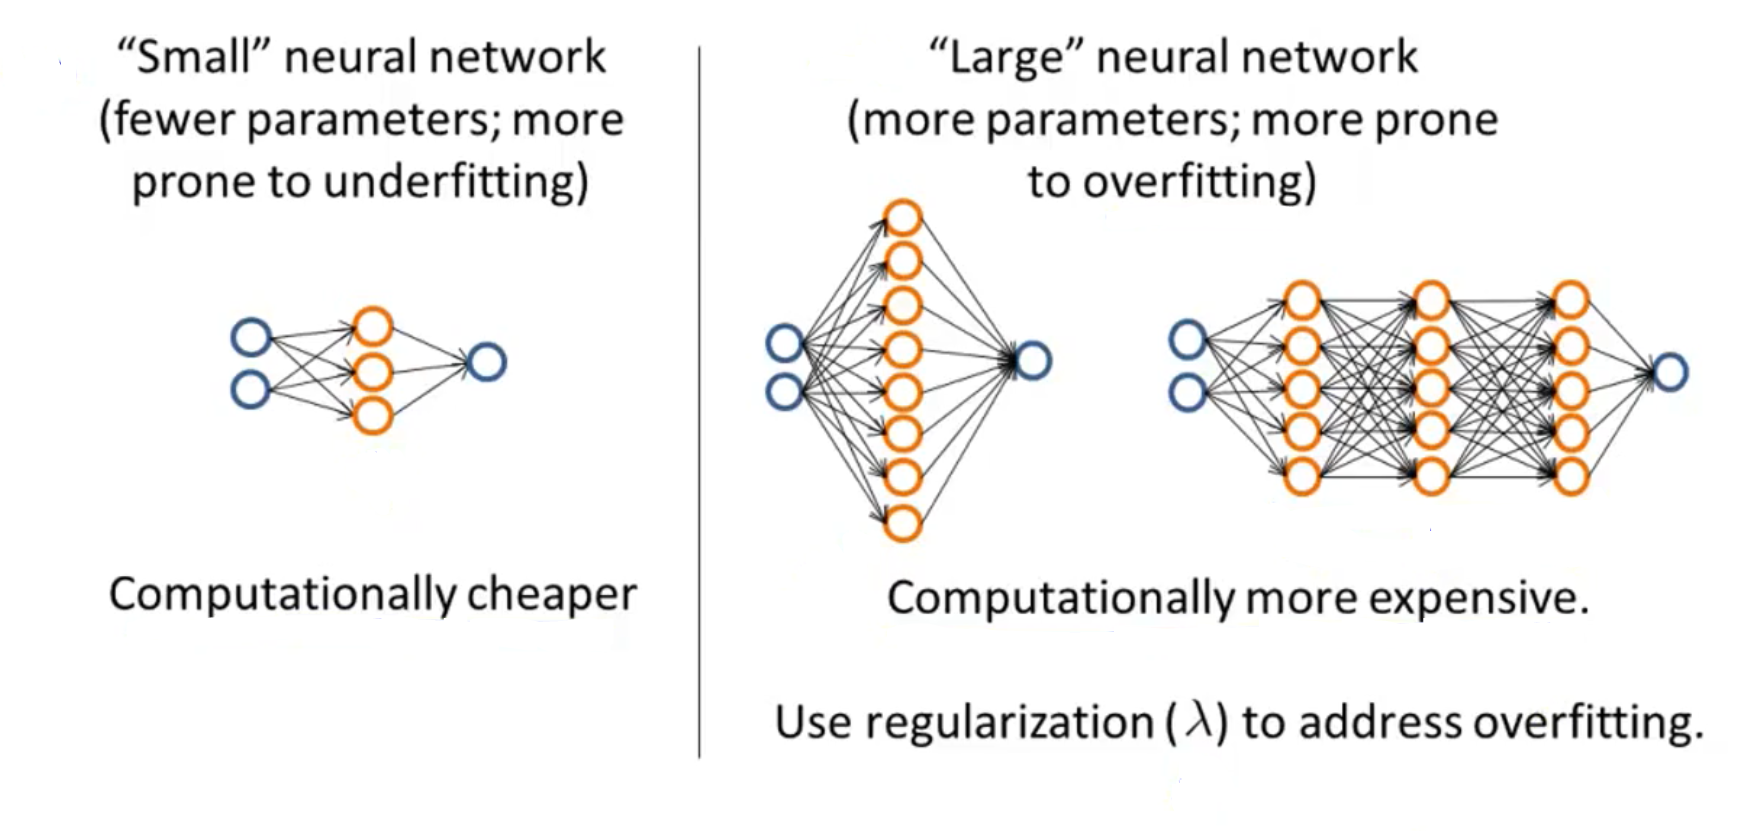 “Small” neural network
(fewer parameters; more
prone to underfitting)
Computationally cheaper
“Large” neural network
(more parameters; more prone
to overfitting)
Computationally more expensive.
Use regularization (λ) to address overfitting.